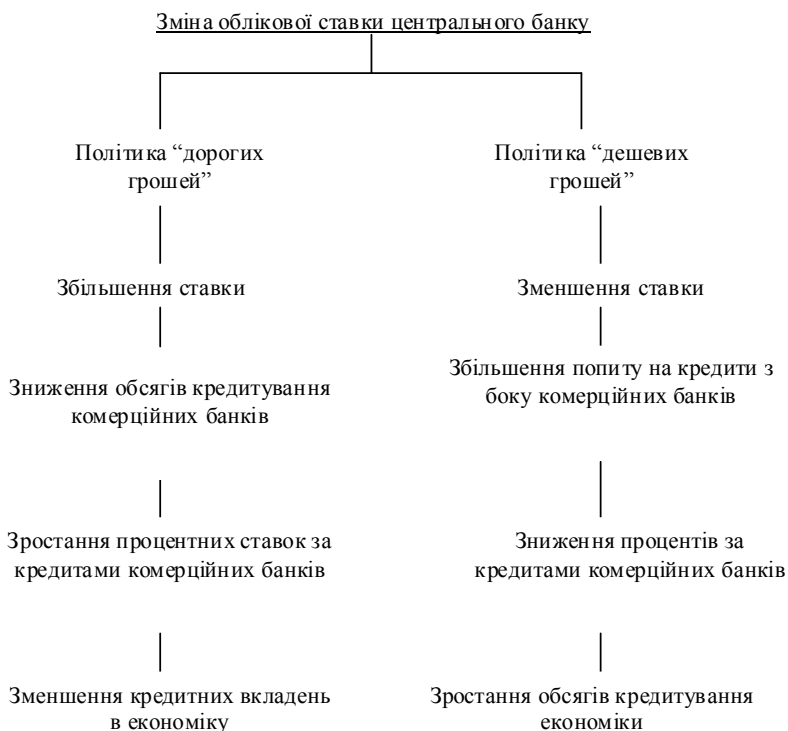 Зміна облікової ставки центрального банку
Політика “дорогих
грошей”
Політика “дешевих
грошей”
Збільшення ставки
Зменшення ставки
Зниження обсягів кредитування
комерційних банків
Збільшення попиту на кредити з
боку комерційних банків
Зростання процентних ставок за
кредитами комерційних банків
Зниження процентів за
кредитами комерційних банків
Зменшення кредитних вкладень
в економіку
Зростання обсягів кредитування
економіки